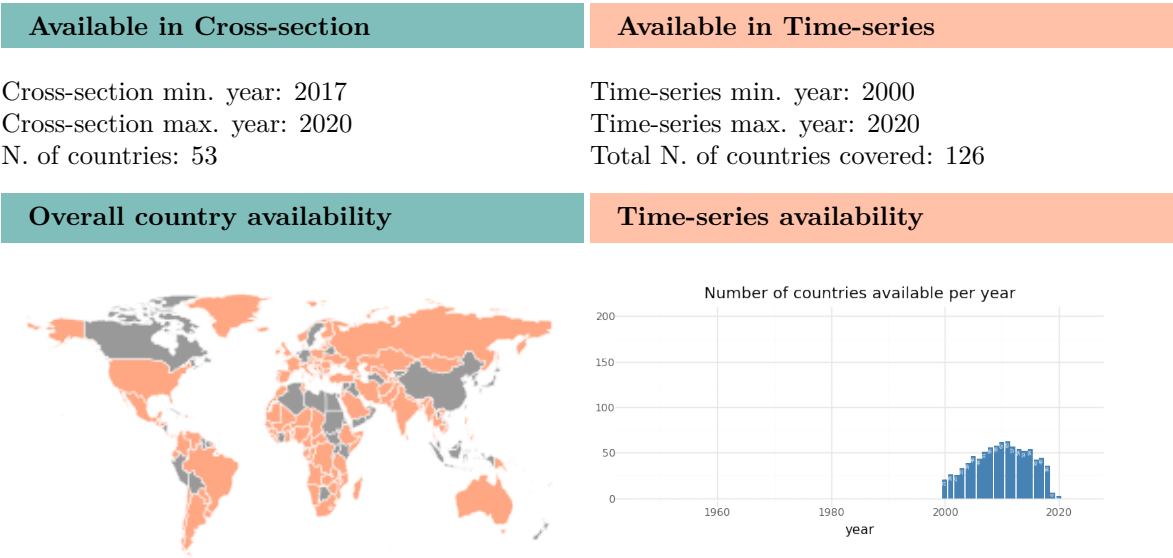 Available in Cross-section
Available in Time-series
Cross-section min. year: 2017
Cross-section max. year: 2020
N. of countries: 53
Time-series min. year: 2000
Time-series max. year: 2020
Total N. of countries covered: 126
Overall country availability
Time-series availability
Number of countries available per year
200
150
100
50
0
1960
1980
2000
2020
year